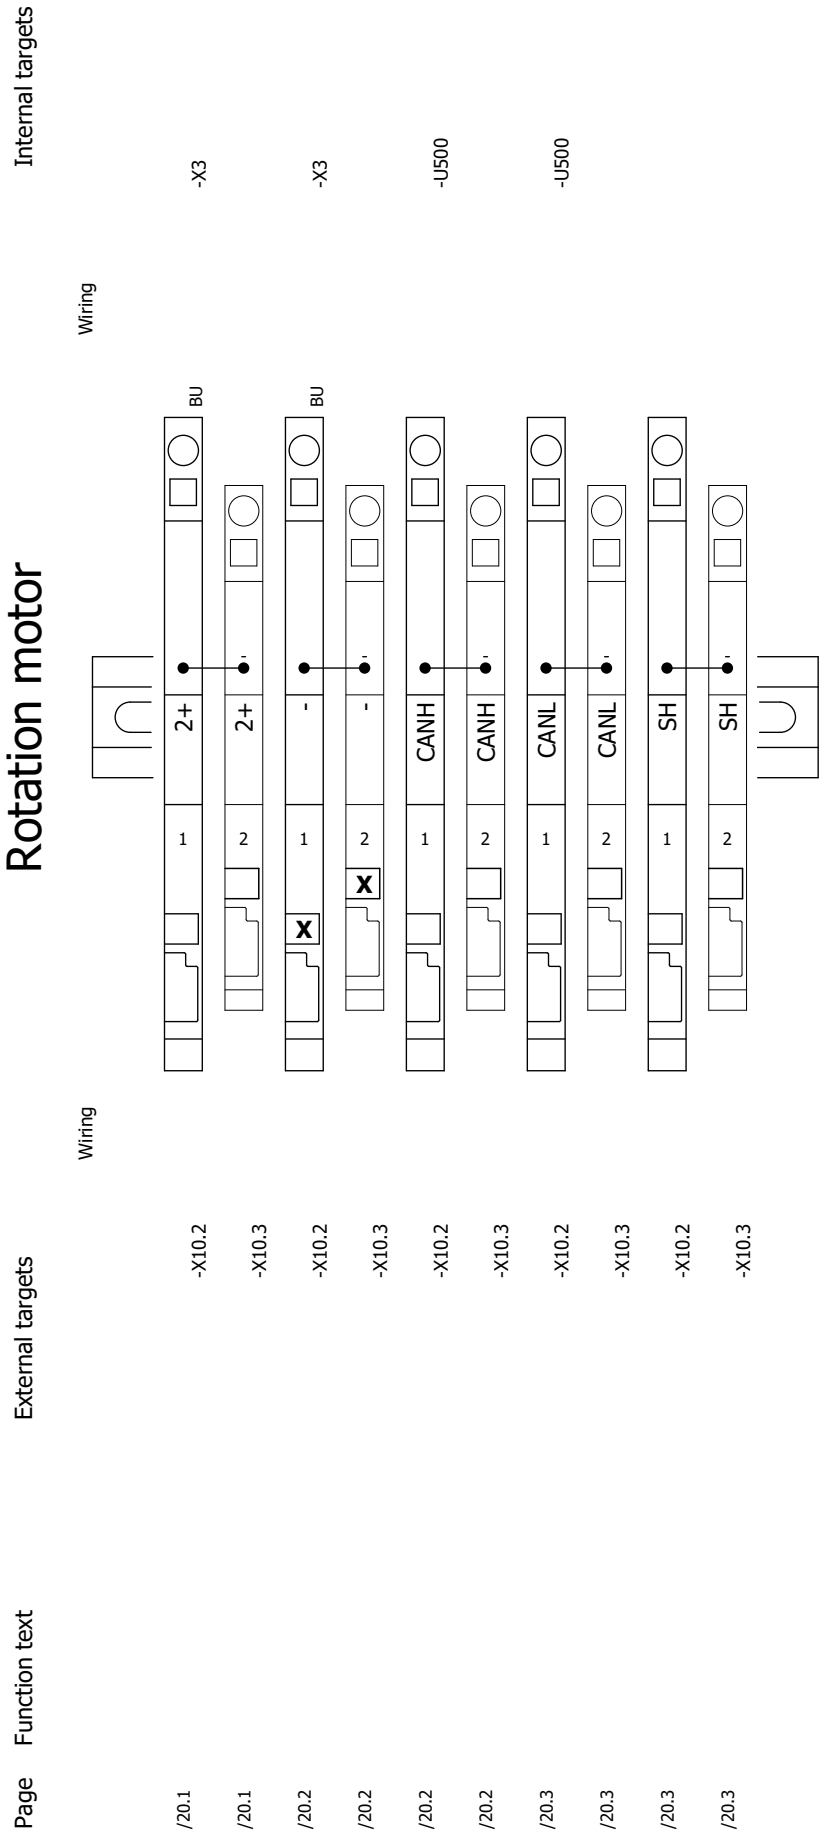 Rotation motor
Page Function text External targets Wiring Wiring Internal targets
/20.1 -X10.2 1 2+ BU -X3
/20.1 -X10.3 2 2+ -
/20.2 -X10.2 X 1 - BU -X3
/20.2 -X10.3 X 2 - -
/20.2 -X10.2 1 CANH -U500
/20.2 -X10.3 2 CANH -
/20.3 -X10.2 1 CANL -U500
/20.3 -X10.3 2 CANL -
/20.3 -X10.2 1 SH
/20.3 -X10.3 2 SH -